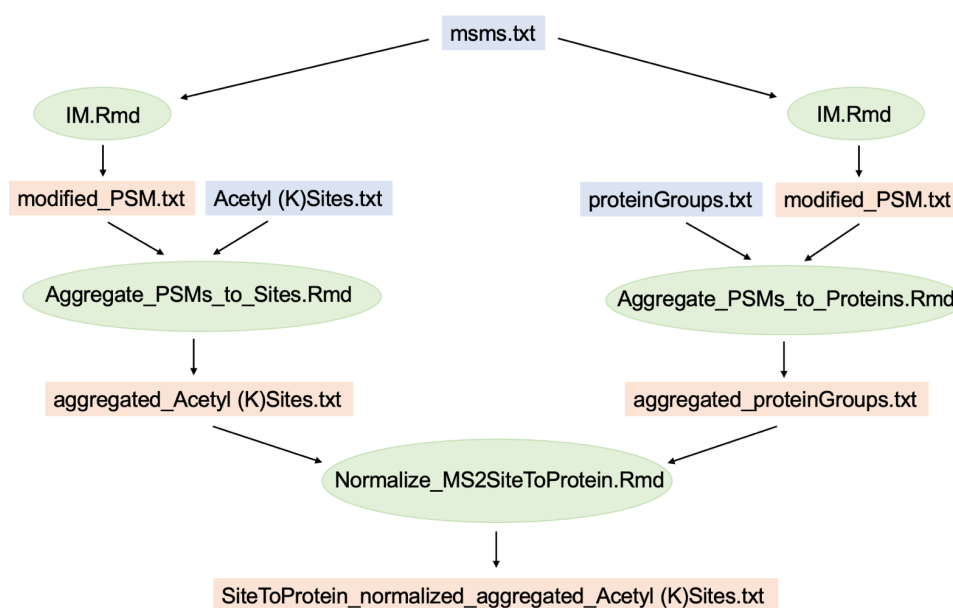 msms.txt
IM.Rmd
IM.Rmd
modified_PSM.txt
Acetyl (K)Sites.txt
proteinGroups.txt
modified_PSM.txt
Aggregate_PSMs_to_Sites.Rmd
Aggregate_PSMs_to_Proteins.Rmd
aggregated_Acetyl (K)Sites.txt
aggregated_proteinGroups.txt
Normalize_MS2SiteToProtein.Rmd
SiteToProtein_normalized_aggregated_Acetyl (K)Sites.txt